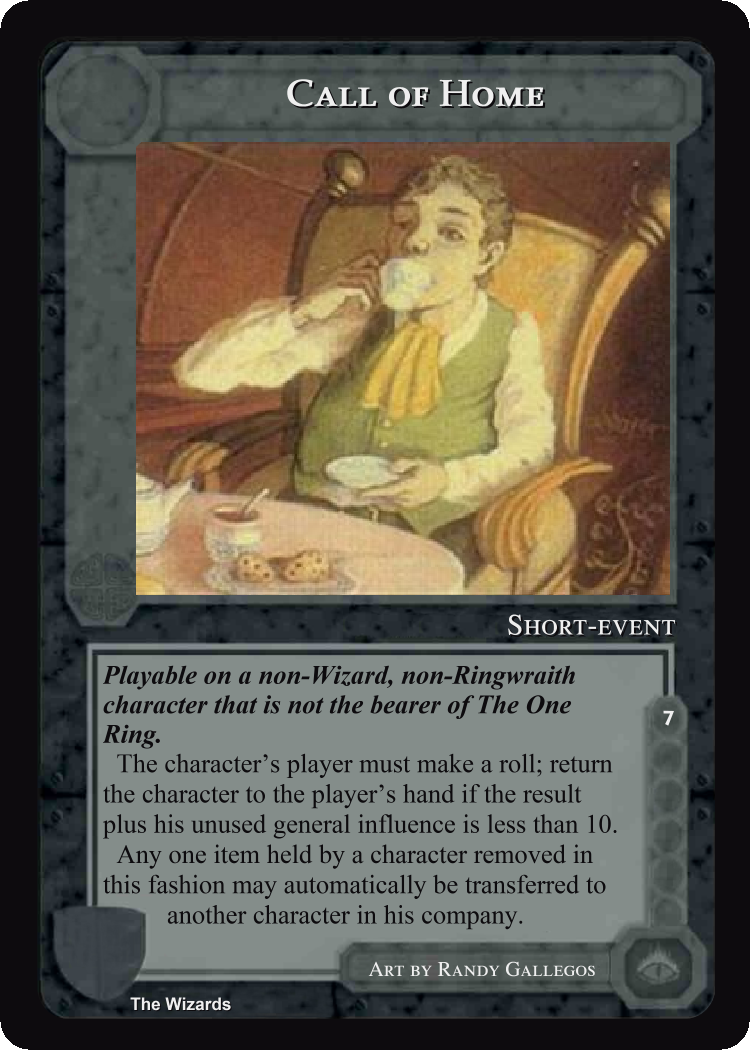 Call of Home
Short-event
Playable on a non-Wizard, non-Ringwraith
character that is not the bearer of The One
Ring.
7
The character’s player must make a roll; return
the character to the player’s hand if the result
plus his unused general influence is less than 10.
Any one item held by a character removed in
this fashion may automatically be transferred to
another character in his company.
Art by Randy Gallegos
The Wizards